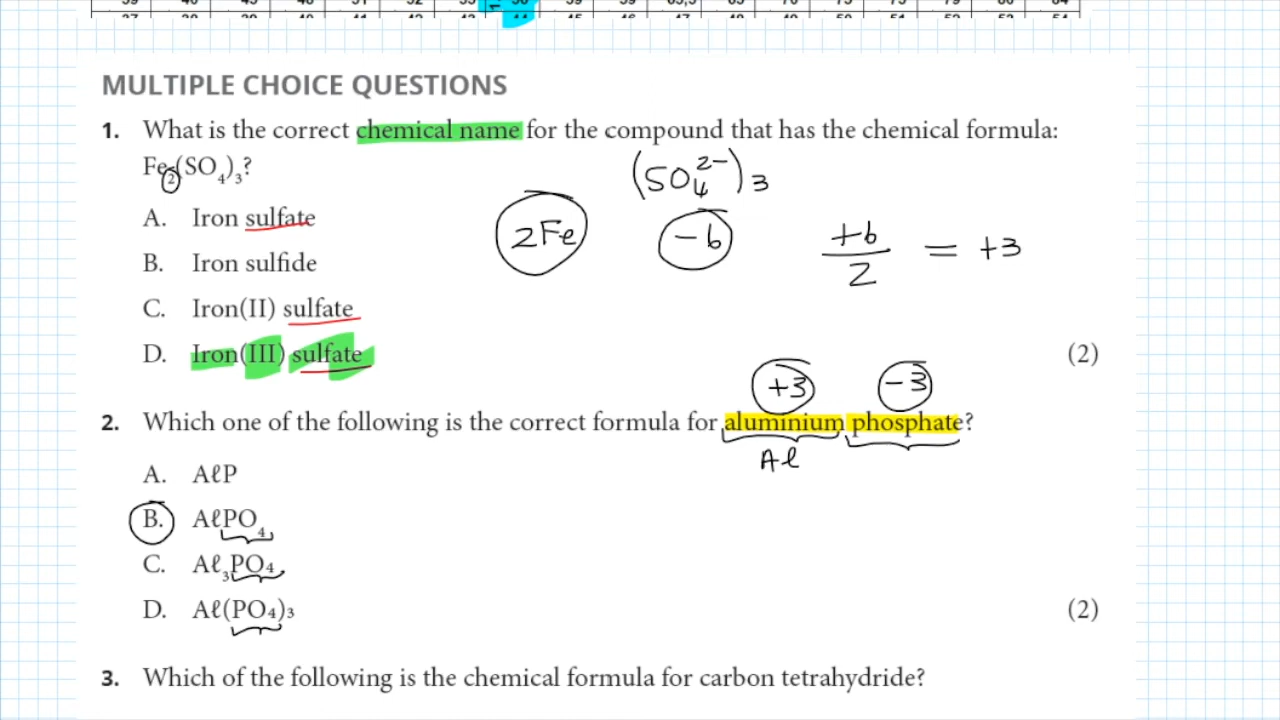 MULTIPLE CHOICE QUESTIONS
1. What is the correct chemical name for the compound that has the chemical formula:
Fe₂(SO₄)₃?
(SO₄²⁻)₃
A. Iron sulfate
2Fe
−6
+6/2 = +3
B. Iron sulfide
C. Iron(II) sulfate
D. Iron(III) sulfate (2)
+3
−3
2. Which one of the following is the correct formula for aluminium phosphate?
Aℓ
A. AℓP
B. AℓPO₄
C. Aℓ₃PO₄
D. Aℓ(PO₄)₃ (2)
3. Which of the following is the chemical formula for carbon tetrahydride?